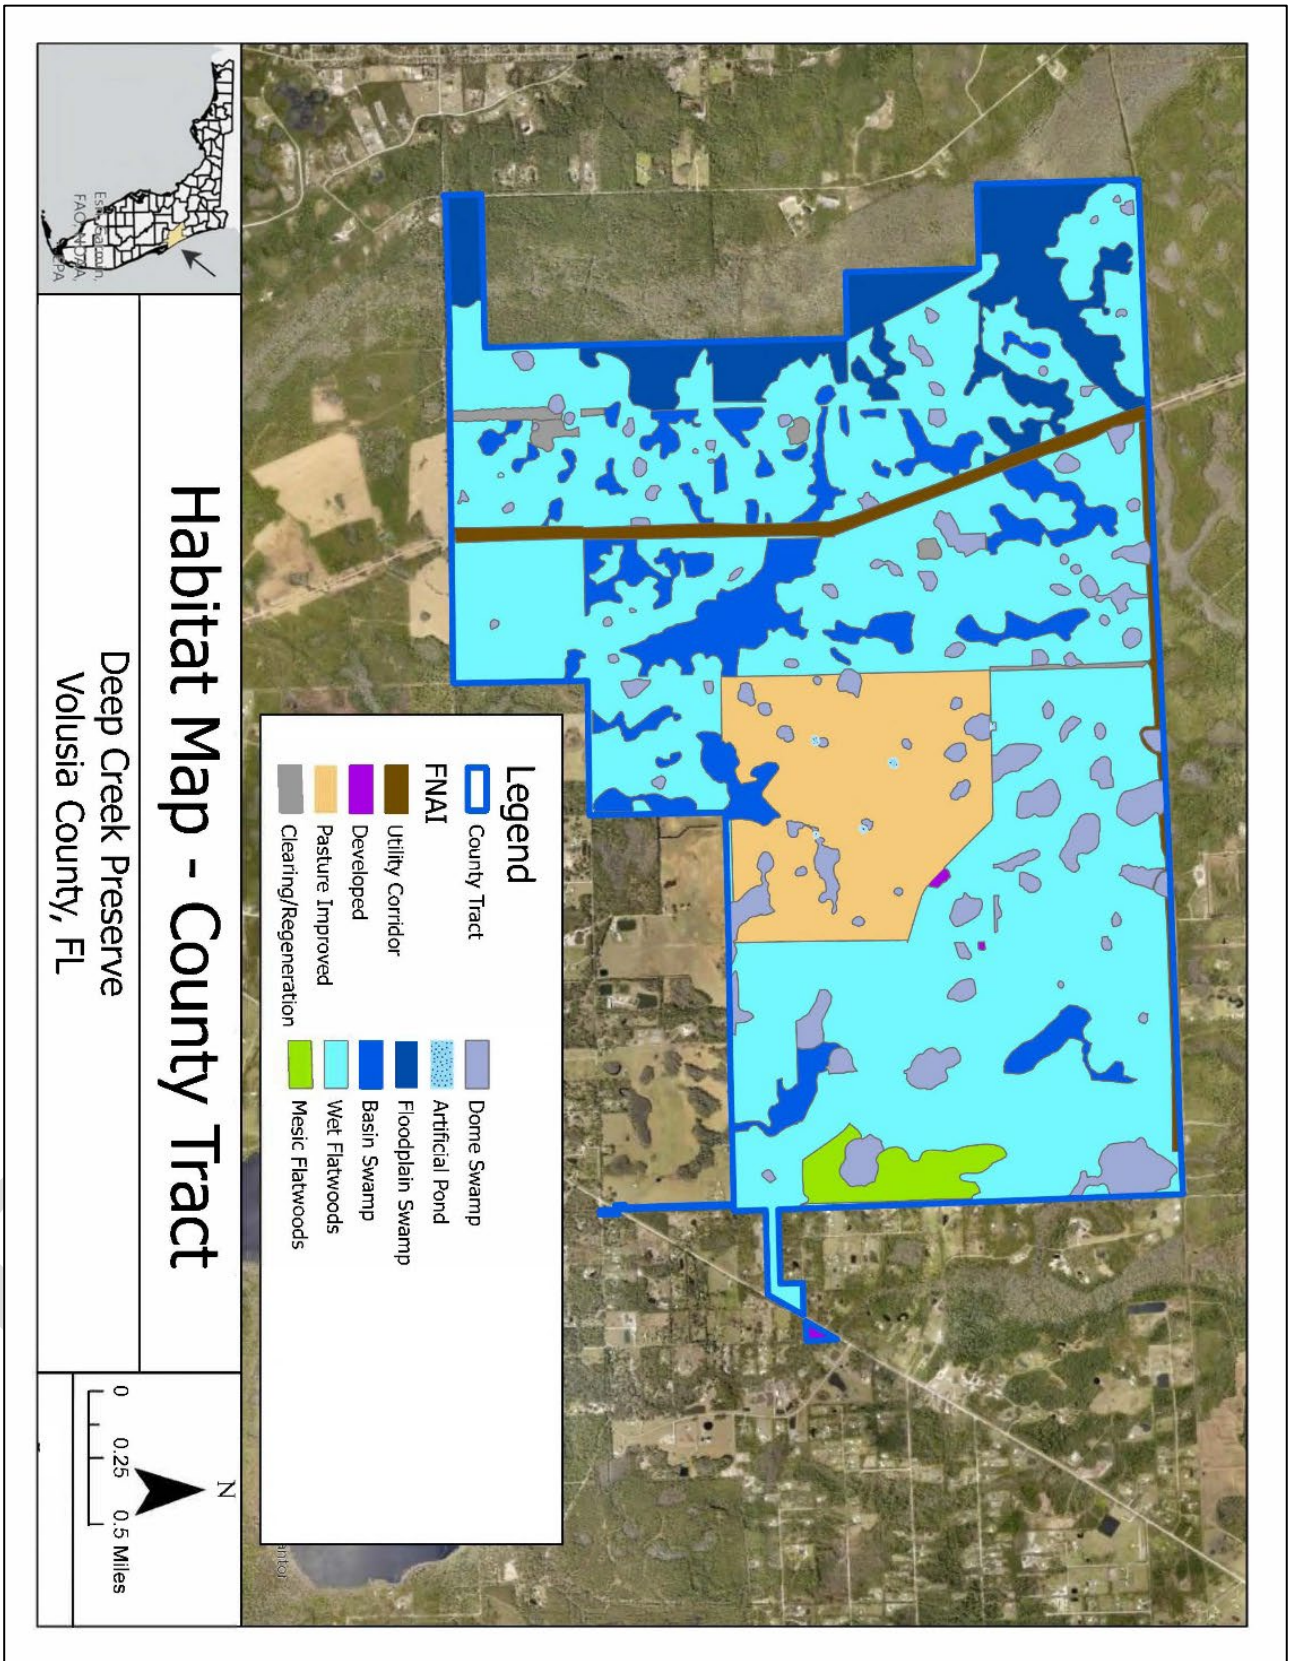 Habitat Map - County Tract
Deep Creek Preserve
Volusia County, FL
Legend
County Tract
FNAI
Utility Corridor
Developed
Pasture Improved
Clearing/Regeneration
Dome Swamp
Artificial Pond
Floodplain Swamp
Basin Swamp
Wet Flatwoods
Mesic Flatwoods
N
0 0.25 0.5 Miles